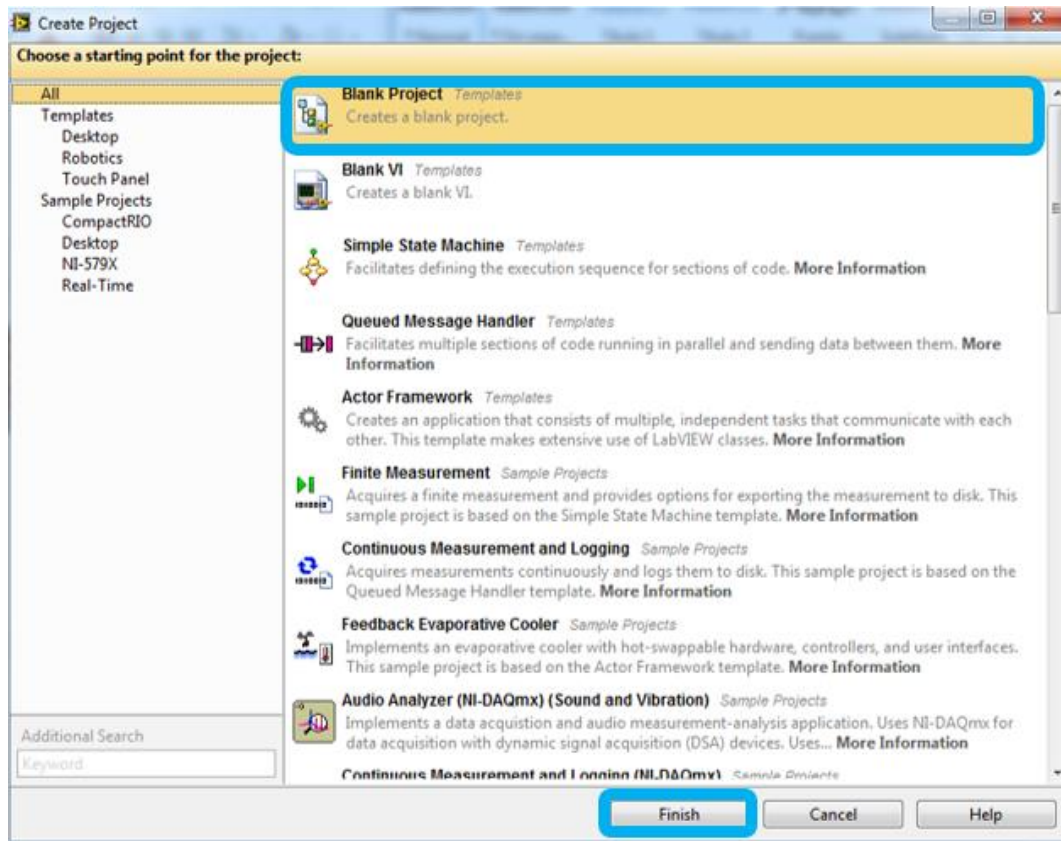 Create Project
Choose a starting point for the project:
All
Templates
Desktop
Robotics
Touch Panel
Sample Projects
CompactRIO
Desktop
NI-579X
Real-Time
Additional Search
Keyword
Blank Project Templates
Creates a blank project.
Blank VI Templates
Creates a blank VI.
Simple State Machine Templates
Facilitates defining the execution sequence for sections of code. More Information
Queued Message Handler Templates
Facilitates multiple sections of code running in parallel and sending data between them. More
Information
Actor Framework Templates
Creates an application that consists of multiple, independent tasks that communicate with each
other. This template makes extensive use of LabVIEW classes. More Information
Finite Measurement Sample Projects
Acquires a finite measurement and provides options for exporting the measurement to disk. This
sample project is based on the Simple State Machine template. More Information
Continuous Measurement and Logging Sample Projects
Acquires measurements continuously and logs them to disk. This sample project is based on the
Queued Message Handler template. More Information
Feedback Evaporative Cooler Sample Projects
Implements an evaporative cooler with hot-swappable hardware, controllers, and user interfaces.
This sample project is based on the Actor Framework template. More Information
Audio Analyzer (NI-DAQmx) (Sound and Vibration) Sample Projects
Implements a data acquistion and audio measurement-analysis application. Uses NI-DAQmx for
data acquisition with dynamic signal acquisition (DSA) devices. Uses... More Information
Continuous Measurement and Logging (NI-DAQmx) Sample Projects
Finish
Cancel
Help